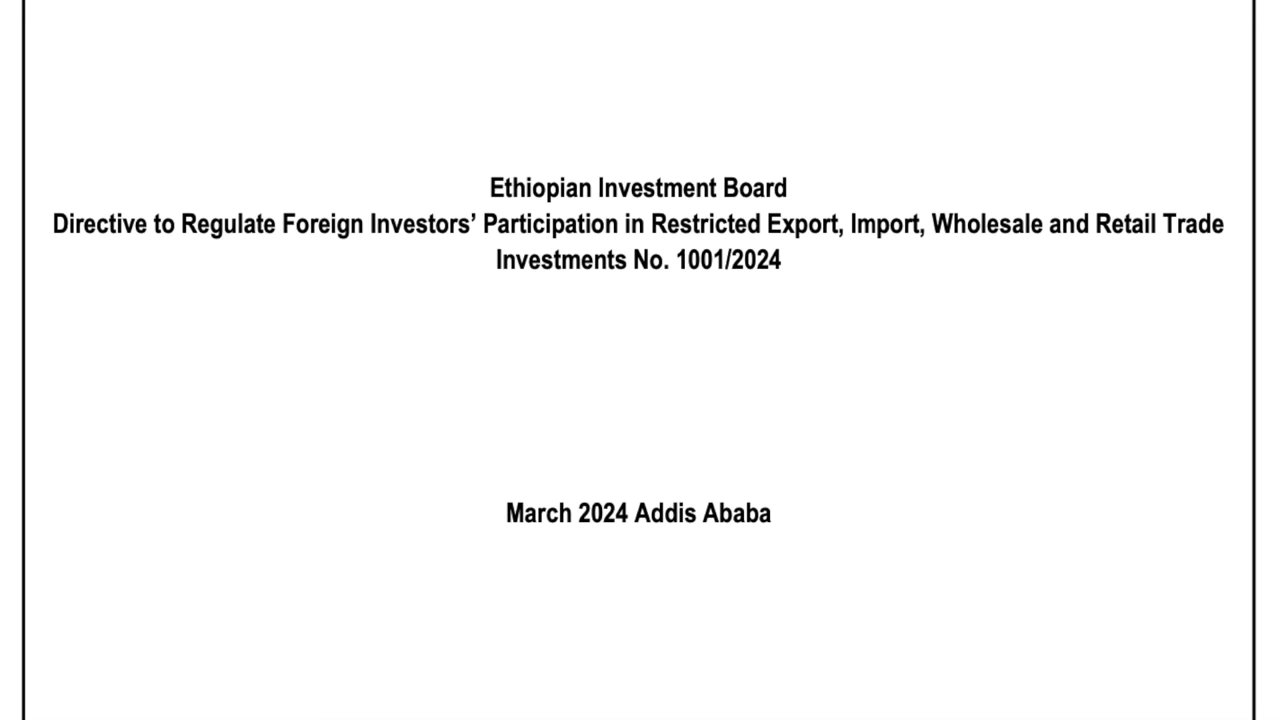 Ethiopian Investment Board
Directive to Regulate Foreign Investors’ Participation in Restricted Export, Import, Wholesale and Retail Trade
Investments No. 1001/2024
March 2024 Addis Ababa